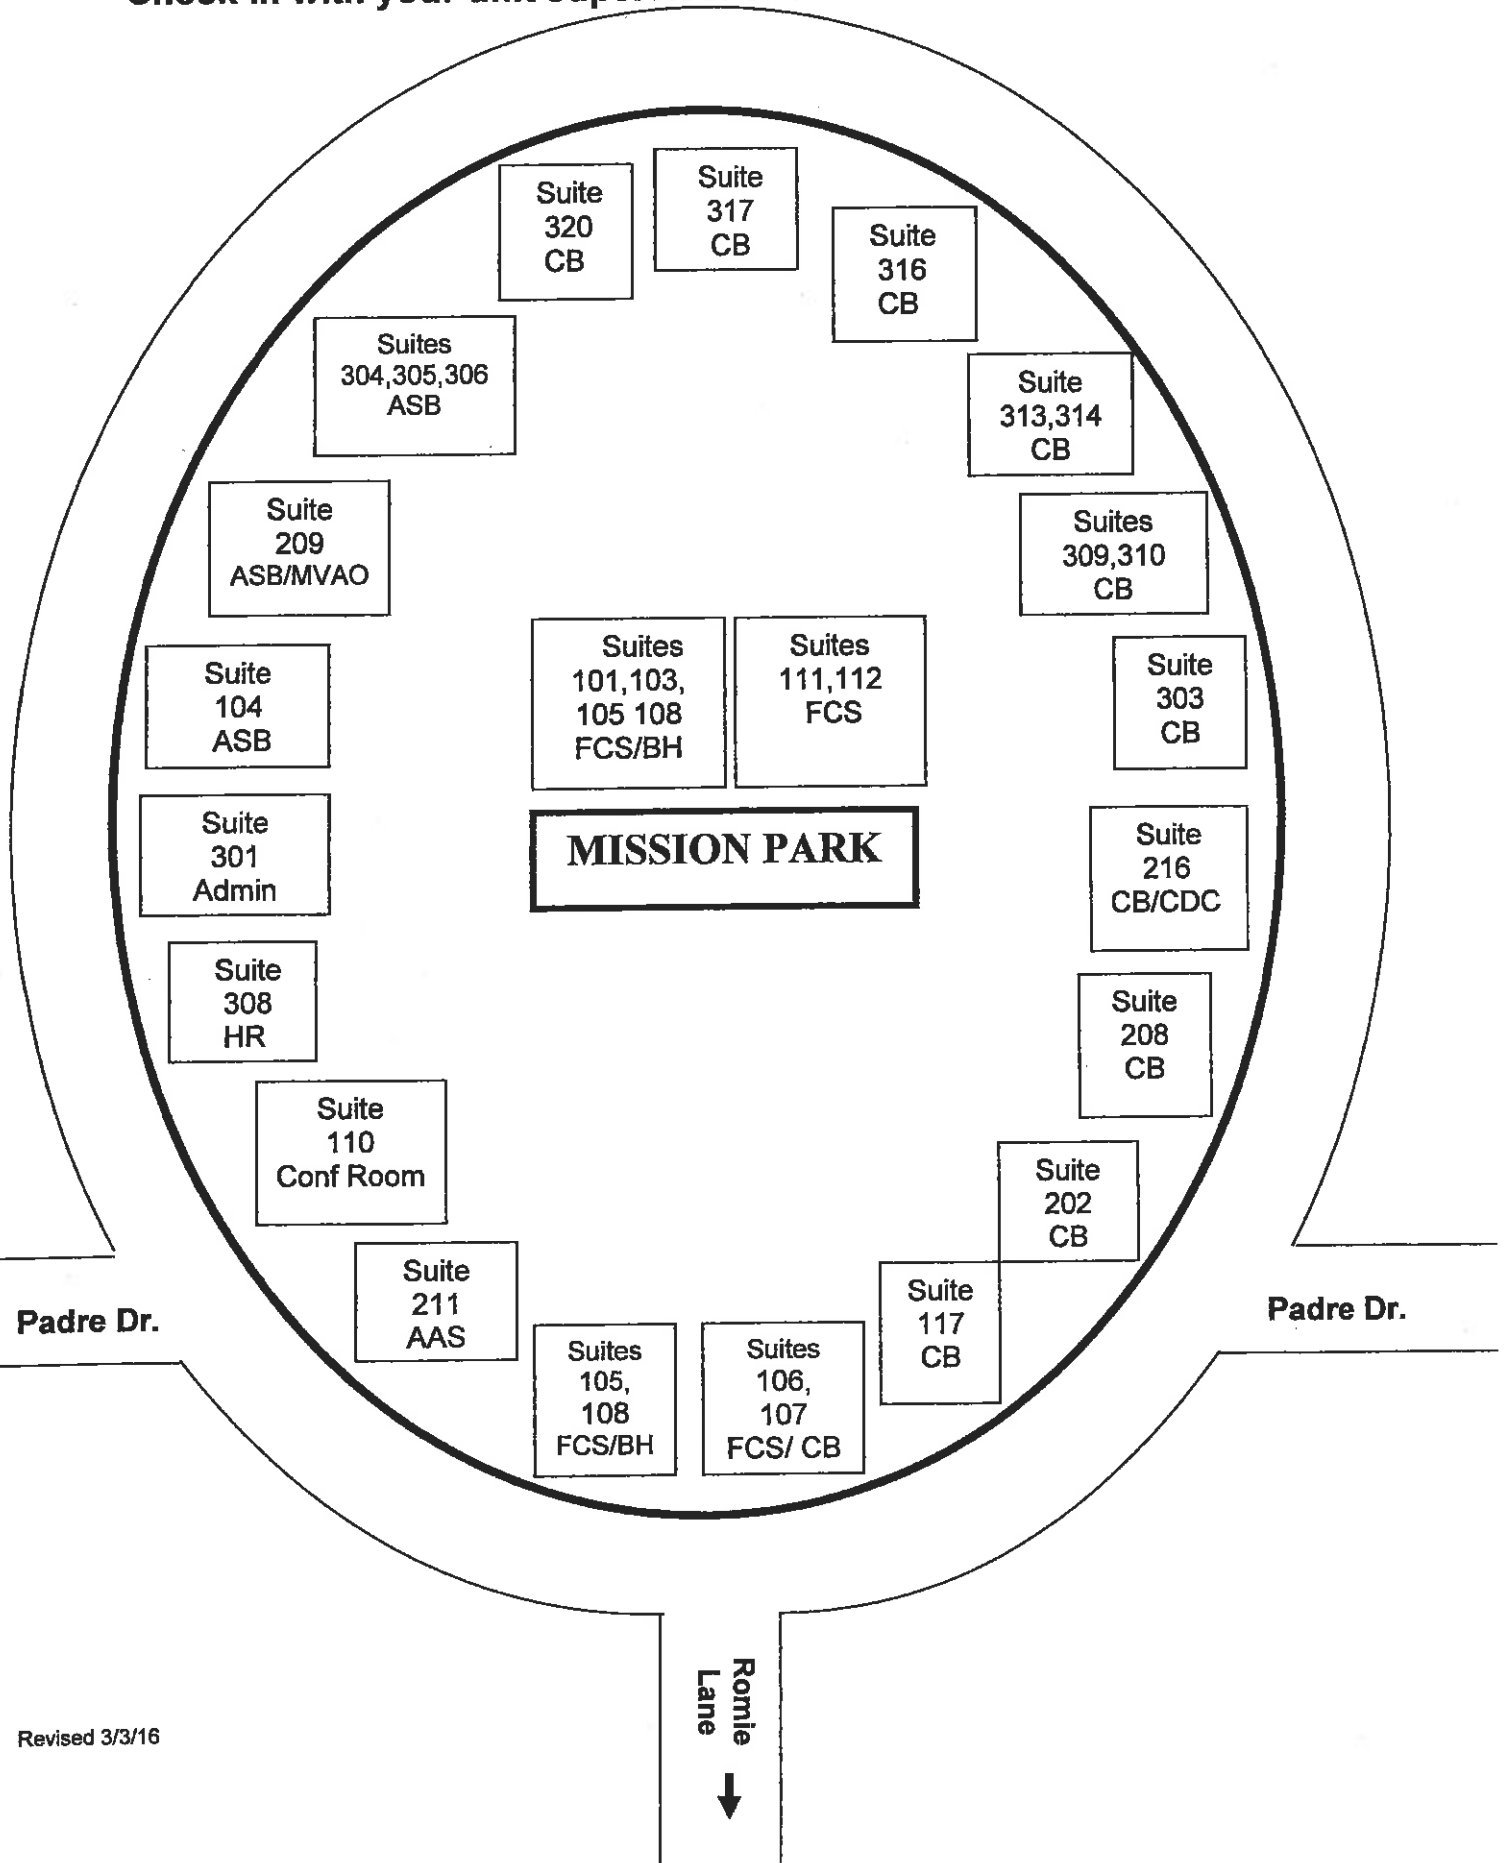 Suite
320
CB
Suite
317
CB
Suite
316
CB
Suites
304,305,306
ASB
Suite
313,314
CB
Suite
209
ASB/MVAO
Suites
309,310
CB
Suite
104
ASB
Suites
101,103,
105 108
FCS/BH
Suites
111,112
FCS
Suite
303
CB
Suite
301
Admin
MISSION PARK
Suite
216
CB/CDC
Suite
308
HR
Suite
208
CB
Suite
110
Conf Room
Suite
202
CB
Suite
211
AAS
Suite
117
CB
Padre Dr.
Padre Dr.
Suites
105,
108
FCS/BH
Suites
106,
107
FCS/ CB
Romie
Lane
Revised 3/3/16